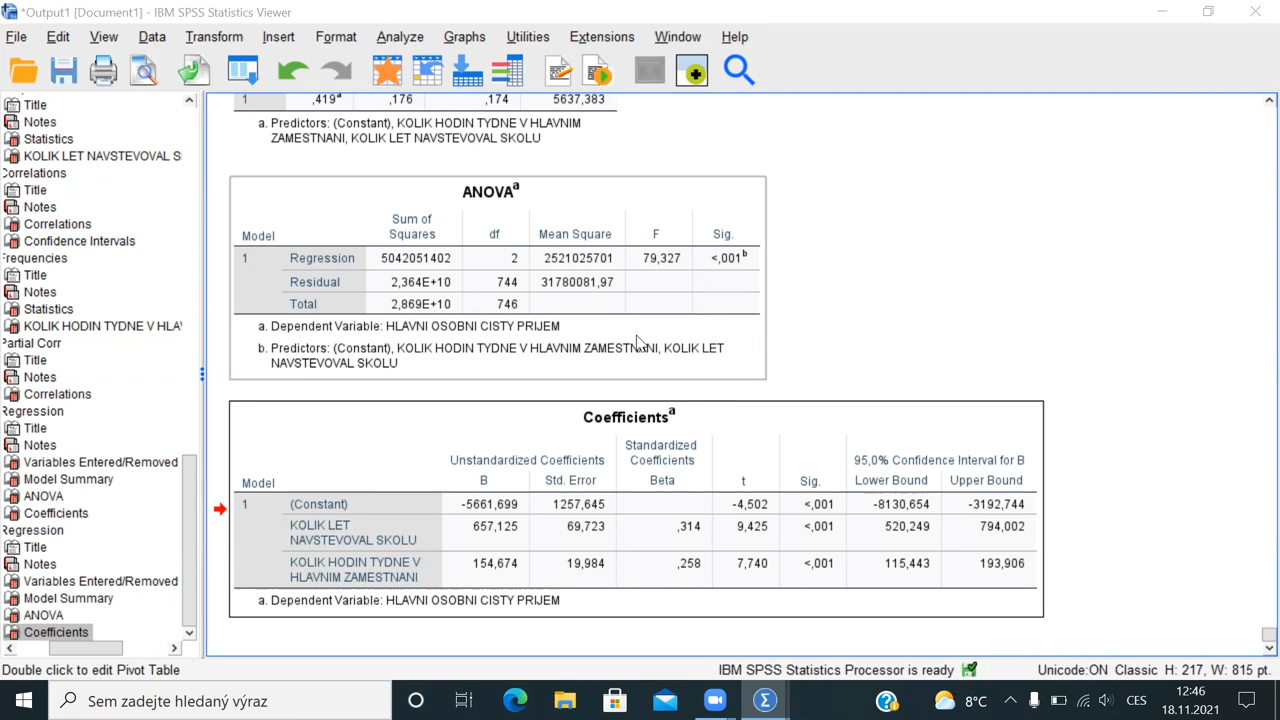 *Output1 [Document1] - IBM SPSS Statistics Viewer
File Edit View Data Transform Insert Format Analyze Graphs Utilities Extensions Window Help
Title
Notes
Statistics
KOLIK LET NAVSTEVOVAL S
Correlations
Title
Notes
Correlations
Confidence Intervals
Frequencies
Title
Notes
Statistics
KOLIK HODIN TYDNE V HLA
Partial Corr
Title
Notes
Correlations
Regression
Title
Notes
Variables Entered/Removed
Model Summary
ANOVA
Coefficients
Regression
Title
Notes
Variables Entered/Removed
Model Summary
ANOVA
Coefficients
1 ,419a ,176 ,174 5637,383
a. Predictors: (Constant), KOLIK HODIN TYDNE V HLAVNIM
ZAMESTNANI, KOLIK LET NAVSTEVOVAL SKOLU
ANOVAa
Model Sum of Squares df Mean Square F Sig.
1 Regression 5042051402 2 2521025701 79,327 <,001b
Residual 2,364E+10 744 31780081,97
Total 2,869E+10 746
a. Dependent Variable: HLAVNI OSOBNI CISTY PRIJEM
b. Predictors: (Constant), KOLIK HODIN TYDNE V HLAVNIM ZAMESTNANI, KOLIK LET
NAVSTEVOVAL SKOLU
Coefficientsa
Unstandardized Coefficients Standardized Coefficients 95,0% Confidence Interval for B
Model B Std. Error Beta t Sig. Lower Bound Upper Bound
1 (Constant) -5661,699 1257,645 -4,502 <,001 -8130,654 -3192,744
KOLIK LET NAVSTEVOVAL SKOLU 657,125 69,723 ,314 9,425 <,001 520,249 794,002
KOLIK HODIN TYDNE V HLAVNIM ZAMESTNANI 154,674 19,984 ,258 7,740 <,001 115,443 193,906
a. Dependent Variable: HLAVNI OSOBNI CISTY PRIJEM
Double click to edit Pivot Table IBM SPSS Statistics Processor is ready Unicode:ON Classic H: 217, W: 815 pt.
Sem zadejte hledaný výraz 8°C CES 12:46
18.11.2021